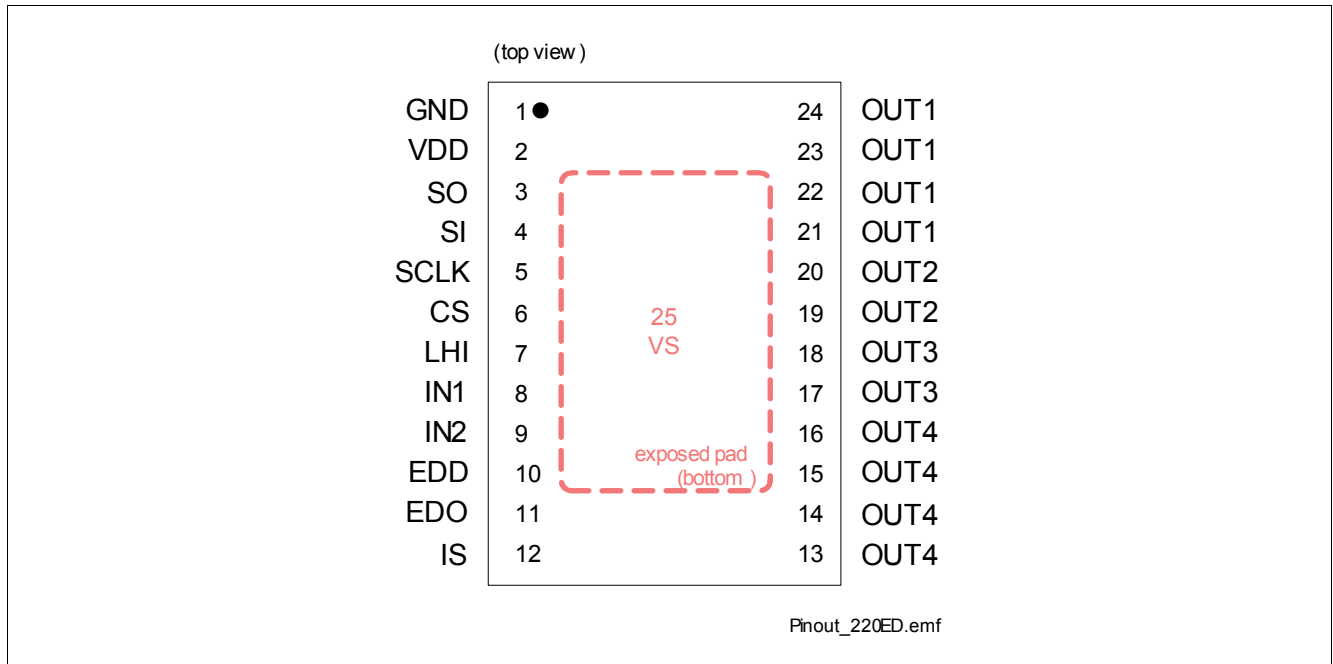 (top view )
GND 1 24 OUT1
VDD 2 23 OUT1
SO 3 22 OUT1
SI 4 21 OUT1
SCLK 5 20 OUT2
CS 6 19 OUT2
25
VS
LHI 7 18 OUT3
IN1 8 17 OUT3
IN2 9 16 OUT4
exposed pad
(bottom )
EDD 10 15 OUT4
EDO 11 14 OUT4
IS 12 13 OUT4
Pinout_220ED.emf